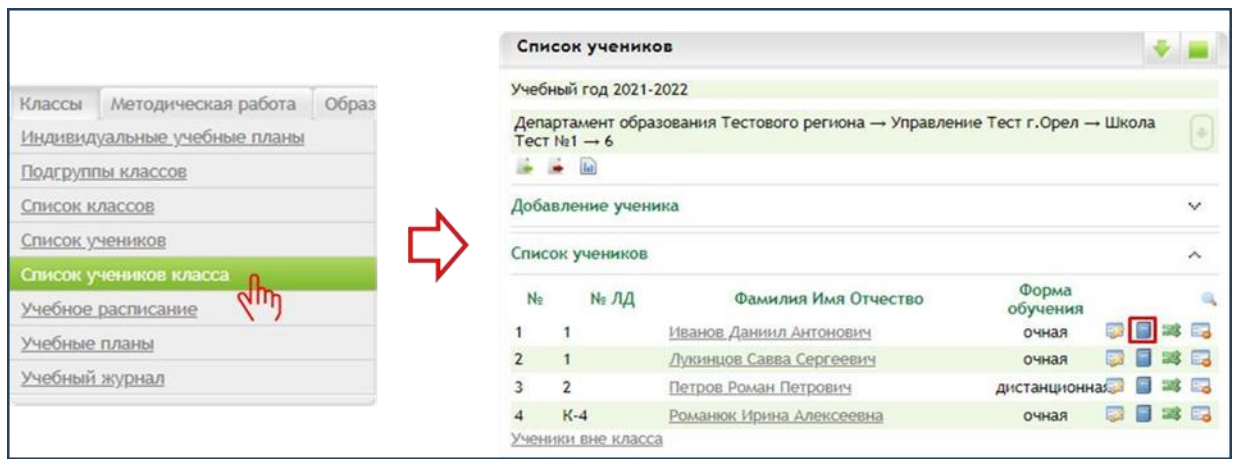 Классы Методическая работа Образ
Индивидуальные учебные планы
Подгруппы классов
Список классов
Список учеников
Список учеников класса
Учебное расписание
Учебные планы
Учебный журнал
Список учеников
Учебный год 2021-2022
Департамент образования Тестового региона → Управление Тест г.Орел → Школа
Тест №1 → 6
Добавление ученика
Список учеников
№ № ЛД Фамилия Имя Отчество Форма
обучения
1 1 Иванов Даниил Антонович очная
2 1 Лукинцов Савва Сергеевич очная
3 2 Петров Роман Петрович дистанционная
4 К-4 Романюк Ирина Алексеевна очная
Ученики вне класса